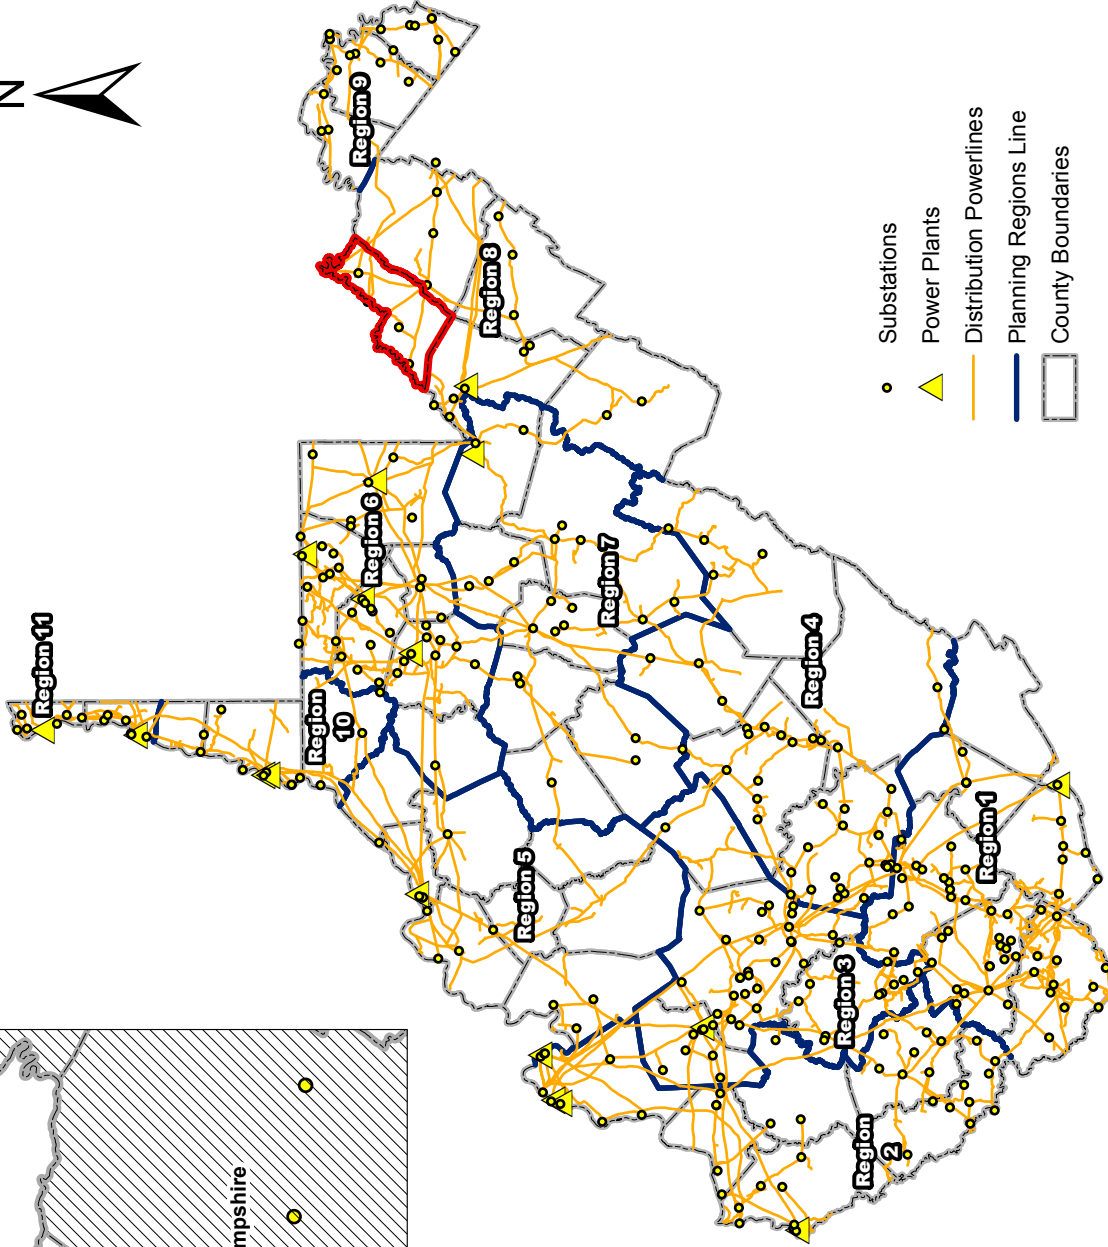 N
Region 9
Region 8
Region 11
Region 6
Region
10
Region 7
Region 5
Region 4
Region 3
Region 1
Region
2
Substations
Power Plants
Distribution Powerlines
Planning Regions Line
County Boundaries
mpshire